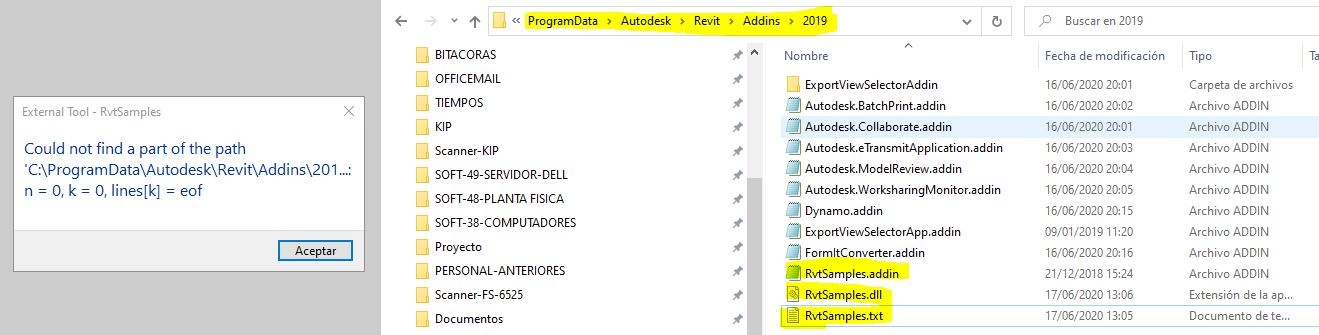 External Tool - RvtSamples
Could not find a part of the path
'C:\ProgramData\Autodesk\Revit\Addins\201...:
n = 0, k = 0, lines[k] = eof
Aceptar
« ProgramData > Autodesk > Revit > Addins > 2019
Buscar en 2019
BITACORAS
OFFICEMAIL
TIEMPOS
KIP
Scanner-KIP
SOFT-49-SERVIDOR-DELL
SOFT-48-PLANTA FISICA
SOFT-38-COMPUTADORES
Proyecto
PERSONAL-ANTERIORES
Scanner-FS-6525
Documentos
Nombre Fecha de modificación Tipo Ta
ExportViewSelectorAddin 16/06/2020 20:01 Carpeta de archivos
Autodesk.BatchPrint.addin 16/06/2020 20:02 Archivo ADDIN
Autodesk.Collaborate.addin 16/06/2020 20:01 Archivo ADDIN
Autodesk.eTransmitApplication.addin 16/06/2020 20:03 Archivo ADDIN
Autodesk.ModelReview.addin 16/06/2020 20:04 Archivo ADDIN
Autodesk.WorksharingMonitor.addin 16/06/2020 20:05 Archivo ADDIN
Dynamo.addin 16/06/2020 20:15 Archivo ADDIN
ExportViewSelectorApp.addin 09/01/2019 11:20 Archivo ADDIN
FormItConverter.addin 16/06/2020 20:16 Archivo ADDIN
RvtSamples.addin 21/12/2018 15:24 Archivo ADDIN
RvtSamples.dll 17/06/2020 13:06 Extensión de la ap...
RvtSamples.txt 17/06/2020 13:05 Documento de te...